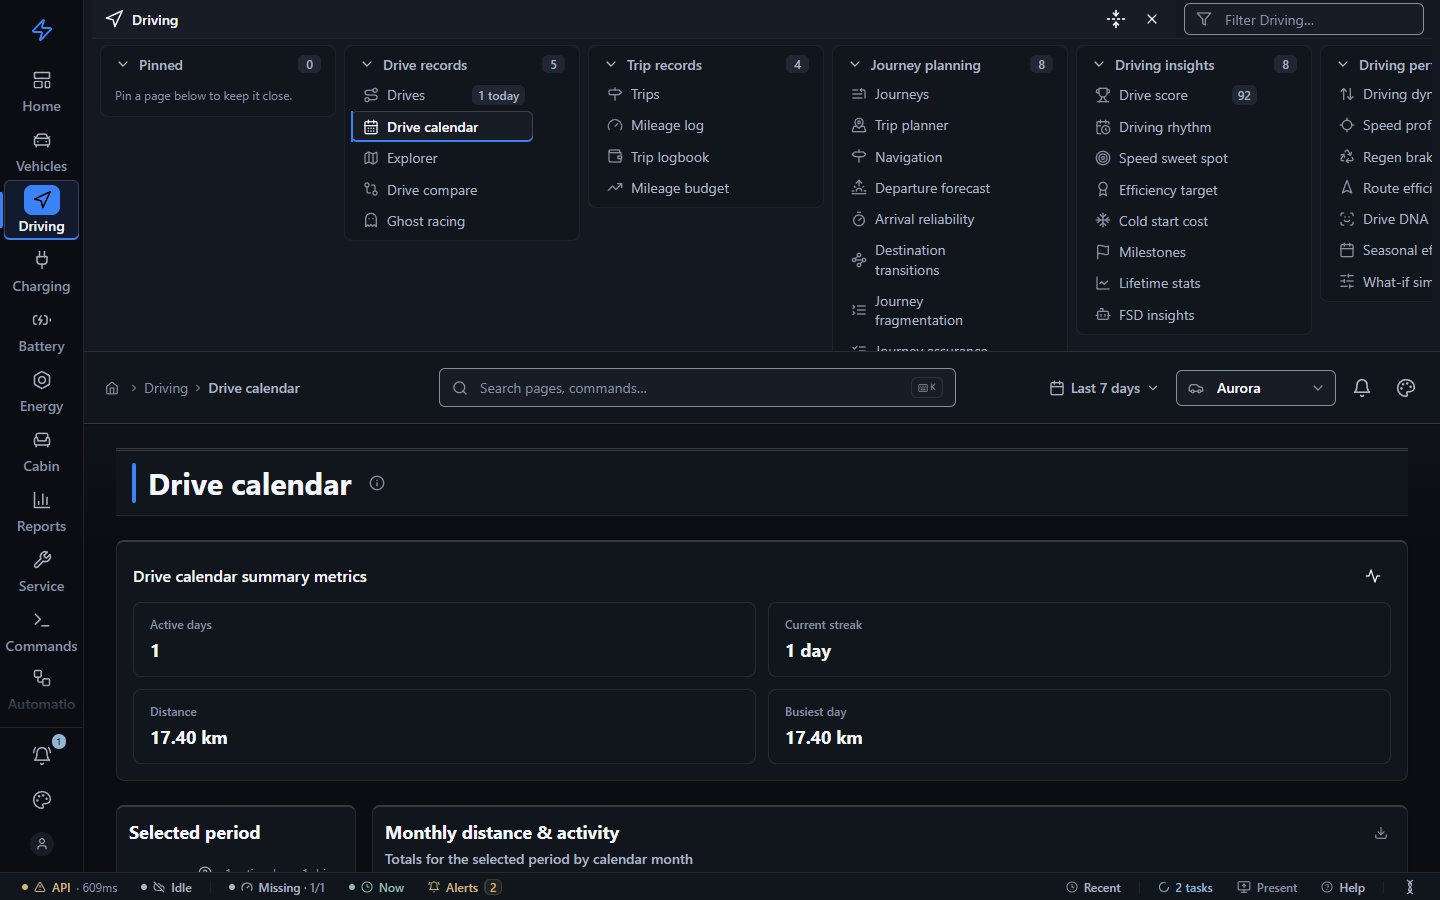 Driving
Filter Driving...
Home
Vehicles
Driving
Charging
Battery
Energy
Cabin
Reports
Service
Commands
Automatio
1
Pinned 0
Pin a page below to keep it close.
Drive records 5
Drives 1 today
Drive calendar
Explorer
Drive compare
Ghost racing
Trip records 4
Trips
Mileage log
Trip logbook
Mileage budget
Journey planning 8
Journeys
Trip planner
Navigation
Departure forecast
Arrival reliability
Destination
transitions
Journey
fragmentation
Journey assurance
Driving insights 8
Drive score 92
Driving rhythm
Speed sweet spot
Efficiency target
Cold start cost
Milestones
Lifetime stats
FSD insights
Driving per
Driving dyn
Speed prof
Regen brak
Route effici
Drive DNA
Seasonal ef
What-if sim
Driving > Drive calendar
Search pages, commands... K
Last 7 days
Aurora
Drive calendar
Drive calendar summary metrics
Active days
1
Current streak
1 day
Distance
17.40 km
Busiest day
17.40 km
Selected period
Monthly distance & activity
Totals for the selected period by calendar month
API · 609ms
Idle
Missing · 1/1
Now
Alerts 2
Recent
2 tasks
Present
Help